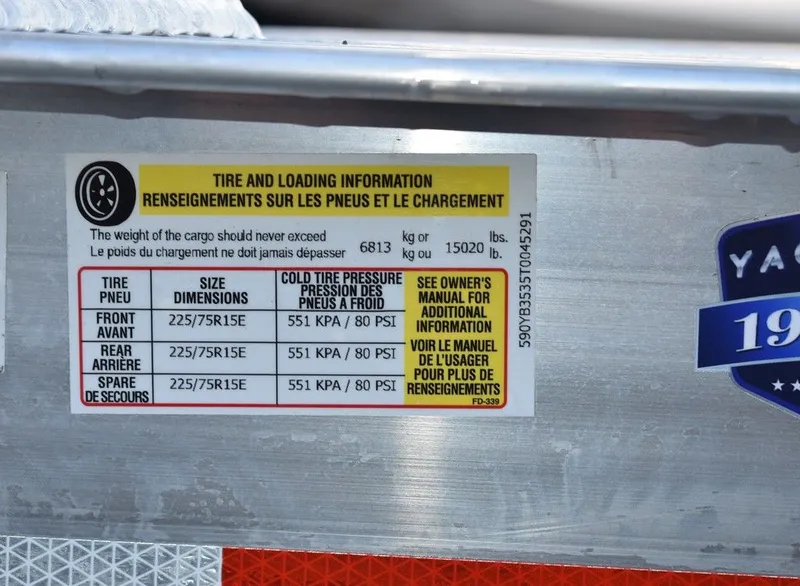 TIRE AND LOADING INFORMATION
RENSEIGNEMENTS SUR LES PNEUS ET LE CHARGEMENT
The weight of the cargo should never exceed 6813 kg or 15020 lbs.
Le poids du chargement ne doit jamais dépasser kg ou lb.
TIRE
PNEU
SIZE
DIMENSIONS
COLD TIRE PRESSURE
PRESSION DES
PNEUS A FROID
FRONT
AVANT
225/75R15E
551 KPA / 80 PSI
REAR
ARRIÈRE
225/75R15E
551 KPA / 80 PSI
SPARE
DE SECOURS
225/75R15E
551 KPA / 80 PSI
SEE OWNER'S
MANUAL FOR
ADDITIONAL
INFORMATION
VOIR LE MANUEL
DE L'USAGER
POUR PLUS DE
RENSEIGNEMENTS
FD-339
590YB3535T0045291
YAC
19